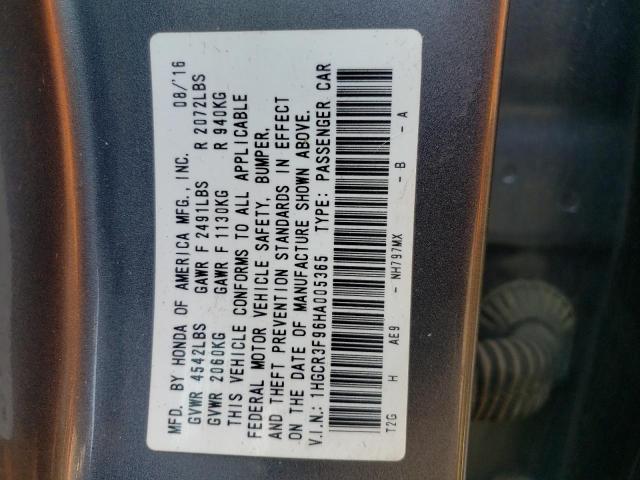 MFD. BY HONDA OF AMERICA MFG., INC. 08/'16
GVWR 4542LBS GAWR F 2491LBS R 2072LBS
GVWR 2060KG GAWR F 1130KG R 940KG
THIS VEHICLE CONFORMS TO ALL APPLICABLE
FEDERAL MOTOR VEHICLE SAFETY, BUMPER,
AND THEFT PREVENTION STANDARDS IN EFFECT
ON THE DATE OF MANUFACTURE SHOWN ABOVE.
V.I.N.: 1HGCR3F96HA005365 TYPE: PASSENGER CAR
T2G H AE9 - NH797MX - B - A